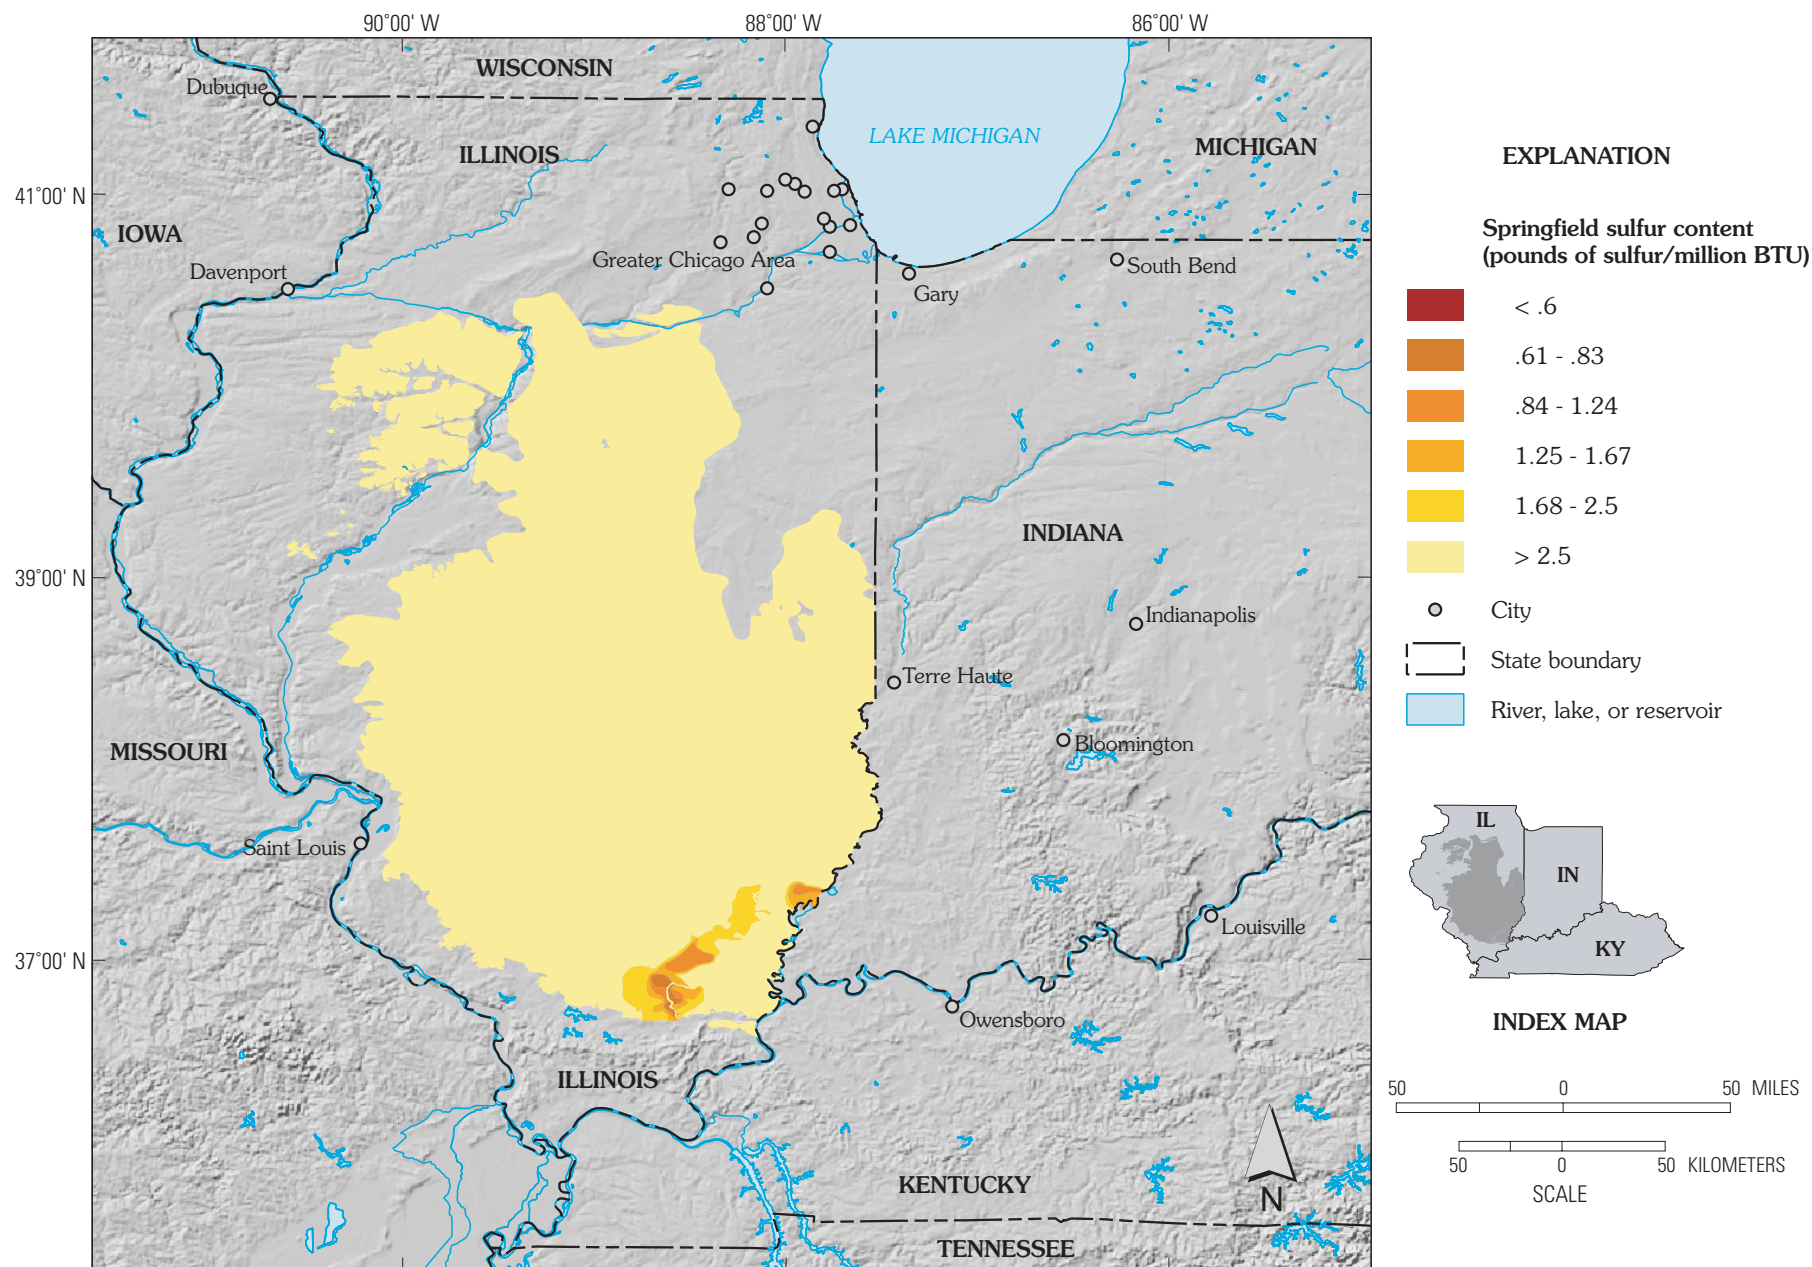 90°00' W
88°00' W
86°00' W
WISCONSIN
Dubuque
LAKE MICHIGAN
MICHIGAN
ILLINOIS
41°00' N
IOWA
Greater Chicago Area
Davenport
South Bend
Gary
INDIANA
39°00' N
Indianapolis
Terre Haute
Bloomington
MISSOURI
Saint Louis
Louisville
37°00' N
Owensboro
ILLINOIS
KENTUCKY
N
TENNESSEE
EXPLANATION
Springfield sulfur content
(pounds of sulfur/million BTU)
< .6
.61 - .83
.84 - 1.24
1.25 - 1.67
1.68 - 2.5
> 2.5
City
State boundary
River, lake, or reservoir
IL
IN
KY
INDEX MAP
50 0 50 MILES
50 0 50 KILOMETERS
SCALE